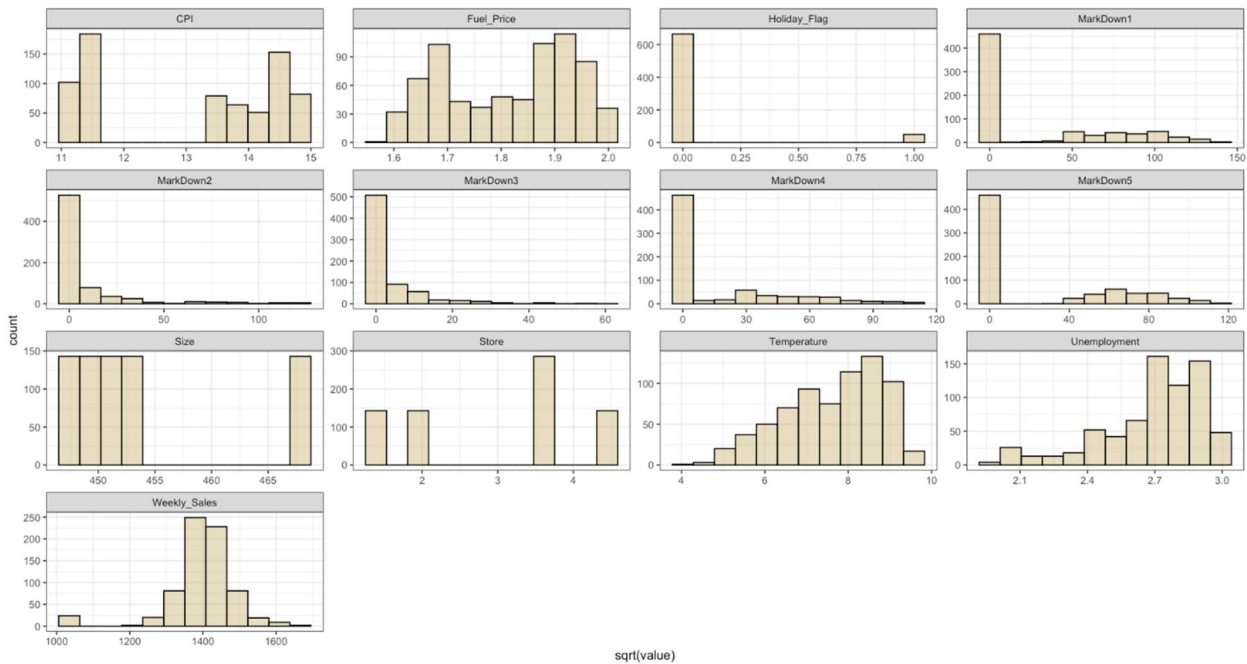 CPI
Fuel_Price
Holiday_Flag
MarkDown1
150
100
50
0
11 12 13 14 15
90
60
30
0
1.6 1.7 1.8 1.9 2.0
600
400
200
0
0.00 0.25 0.50 0.75 1.00
400
300
200
100
0
0 50 100 150
MarkDown2
MarkDown3
MarkDown4
MarkDown5
400
200
0
0 50 100
500
400
300
200
100
0
0 20 40 60
400
300
200
100
0
0 30 60 90 120
400
300
200
100
0
0 40 80 120
count
Size
Store
Temperature
Unemployment
150
100
50
0
450 455 460 465
300
200
100
0
2 3 4
100
50
0
4 6 8 10
150
100
50
0
2.1 2.4 2.7 3.0
Weekly_Sales
250
200
150
100
50
0
1000 1200 1400 1600
sqrt(value)